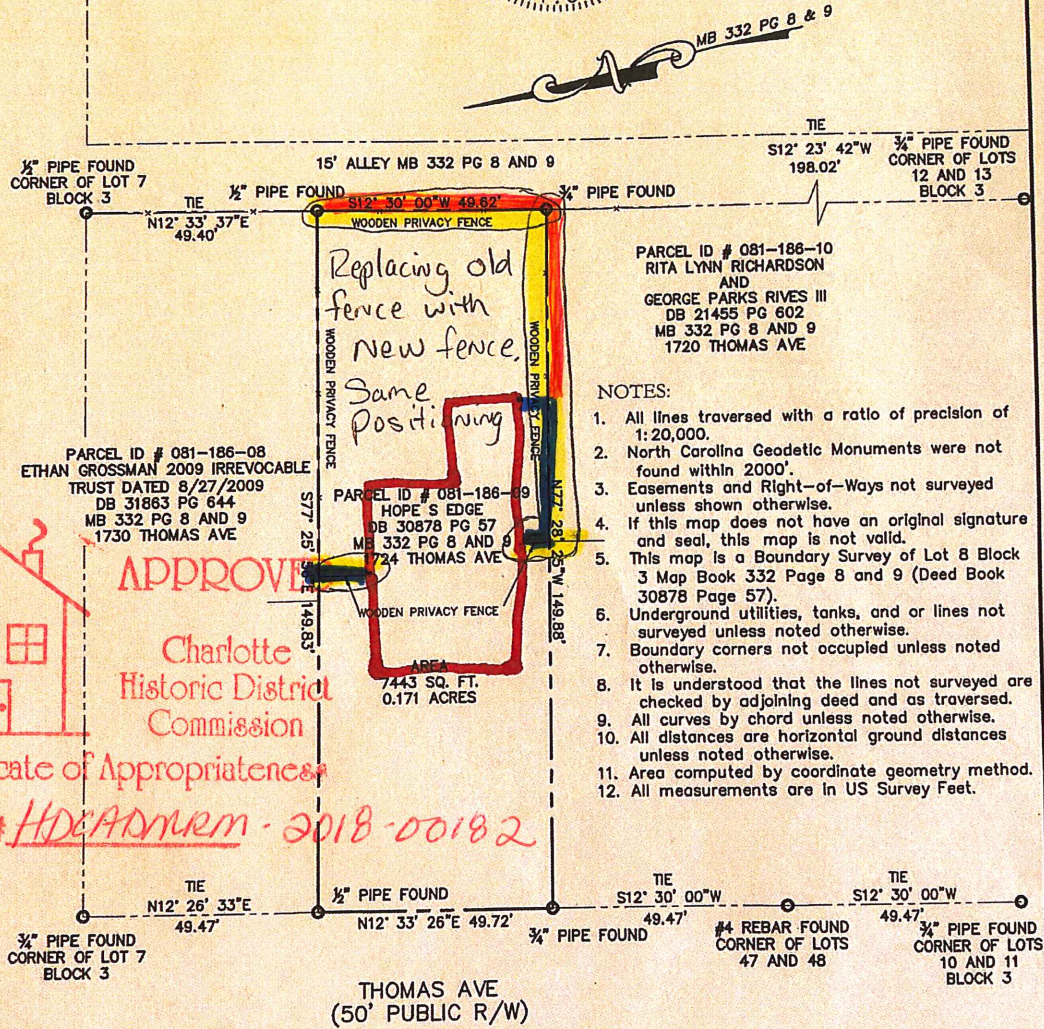 MB 332 PG 8 & 9
TIE
S12° 23' 42"W
198.02'
¾" PIPE FOUND
CORNER OF LOTS
12 AND 13
BLOCK 3
½" PIPE FOUND
CORNER OF LOT 7
BLOCK 3
15' ALLEY MB 332 PG 8 AND 9
TIE
N12° 33' 37"E
49.40'
½" PIPE FOUND
S12° 30' 00"W 49.62'
¾" PIPE FOUND
WOODEN PRIVACY FENCE
Replacing old
fence with
New fence.
Same
Positioning
WOODEN PRIVACY FENCE
WOODEN PRIVACY FENCE
PARCEL ID # 081-186-10
RITA LYNN RICHARDSON
AND
GEORGE PARKS RIVES III
DB 21455 PG 602
MB 332 PG 8 AND 9
1720 THOMAS AVE
PARCEL ID # 081-186-08
ETHAN GROSSMAN 2009 IRREVOCABLE
TRUST DATED 8/27/2009
DB 31863 PG 644
MB 332 PG 8 AND 9
1730 THOMAS AVE
PARCEL ID # 081-186-09
HOPE S EDGE
DB 30878 PG 57
MB 332 PG 8 AND 9
1724 THOMAS AVE
S77° 25' E 149.83'
N77° 28' 25"W 149.88'
WOODEN PRIVACY FENCE
AREA
7443 SQ. FT.
0.171 ACRES
NOTES:
1. All lines traversed with a ratio of precision of
1:20,000.
2. North Carolina Geodetic Monuments were not
found within 2000'.
3. Easements and Right-of-Ways not surveyed
unless shown otherwise.
4. If this map does not have an original signature
and seal, this map is not valid.
5. This map is a Boundary Survey of Lot 8 Block
3 Map Book 332 Page 8 and 9 (Deed Book
30878 Page 57).
6. Underground utilities, tanks, and or lines not
surveyed unless noted otherwise.
7. Boundary corners not occupied unless noted
otherwise.
8. It is understood that the lines not surveyed are
checked by adjoining deed and as traversed.
9. All curves by chord unless noted otherwise.
10. All distances are horizontal ground distances
unless noted otherwise.
11. Area computed by coordinate geometry method.
12. All measurements are in US Survey Feet.
APPROVE
Charlotte
Historic District
Commission
cate of Appropriateness
# HDCADMRM - 2018-00182
TIE
N12° 26' 33"E
49.47'
¾" PIPE FOUND
CORNER OF LOT 7
BLOCK 3
½" PIPE FOUND
N12° 33' 26"E 49.72'
¾" PIPE FOUND
TIE
S12° 30' 00"W
49.47'
#4 REBAR FOUND
CORNER OF LOTS
47 AND 48
TIE
S12° 30' 00"W
49.47'
¾" PIPE FOUND
CORNER OF LOTS
10 AND 11
BLOCK 3
THOMAS AVE
(50' PUBLIC R/W)